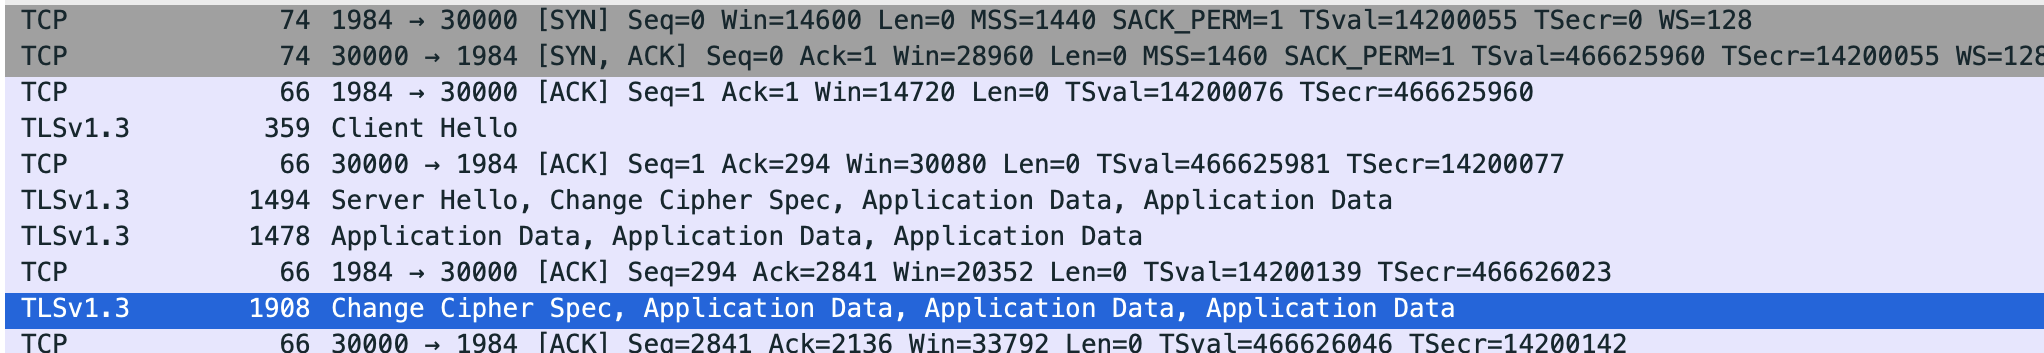 TCP 74 1984 → 30000 [SYN] Seq=0 Win=14600 Len=0 MSS=1440 SACK_PERM=1 TSval=14200055 TSecr=0 WS=128
TCP 74 30000 → 1984 [SYN, ACK] Seq=0 Ack=1 Win=28960 Len=0 MSS=1460 SACK_PERM=1 TSval=466625960 TSecr=14200055 WS=128
TCP 66 1984 → 30000 [ACK] Seq=1 Ack=1 Win=14720 Len=0 TSval=14200076 TSecr=466625960
TLSv1.3 359 Client Hello
TCP 66 30000 → 1984 [ACK] Seq=1 Ack=294 Win=30080 Len=0 TSval=466625981 TSecr=14200077
TLSv1.3 1494 Server Hello, Change Cipher Spec, Application Data, Application Data
TLSv1.3 1478 Application Data, Application Data, Application Data
TCP 66 1984 → 30000 [ACK] Seq=294 Ack=2841 Win=20352 Len=0 TSval=14200139 TSecr=466626023
TLSv1.3 1908 Change Cipher Spec, Application Data, Application Data, Application Data
TCP 66 30000 → 1984 [ACK] Seq=2841 Ack=2136 Win=33792 Len=0 TSval=466626046 TSecr=14200142